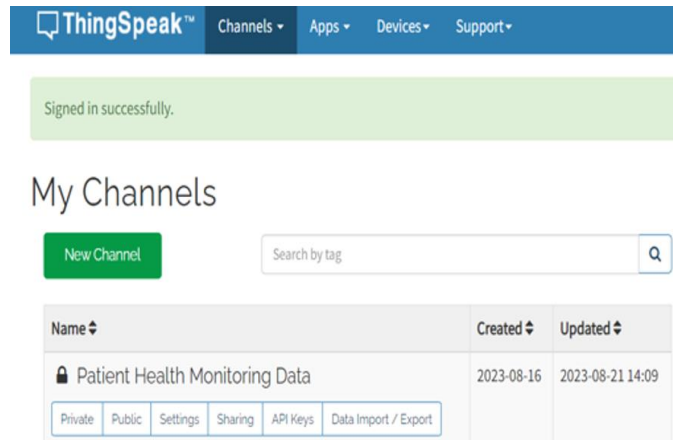 ThingSpeak™ Channels Apps Devices Support
Signed in successfully.
My Channels
New Channel Search by tag
Name Created Updated
Patient Health Monitoring Data 2023-08-16 2023-08-21 14:09
Private Public Settings Sharing API Keys Data Import / Export